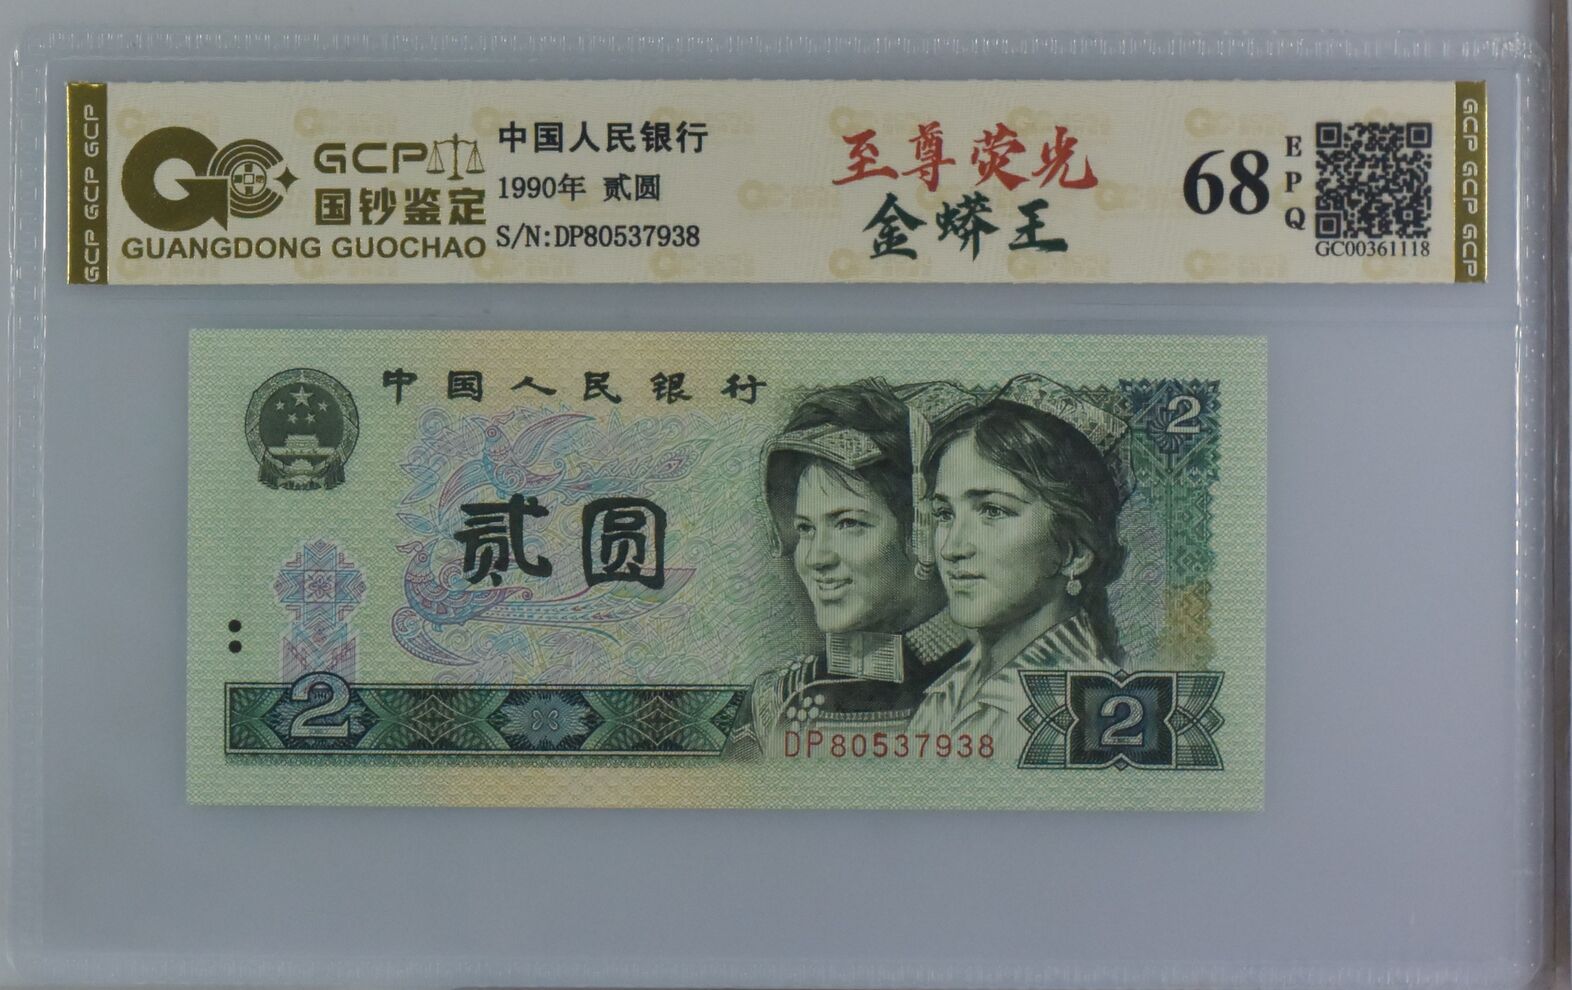 GCP GCP GCP
GCP
国钞鉴定
GUANGDONG GUOCHAO
中国人民银行
1990年 贰圆
S/N:DP80537938
至尊荧光
金蟒王
68
EPQ
GC00361118
GCP GCP GCP
中国人民银行
2
贰圆
2
2
DP80537938